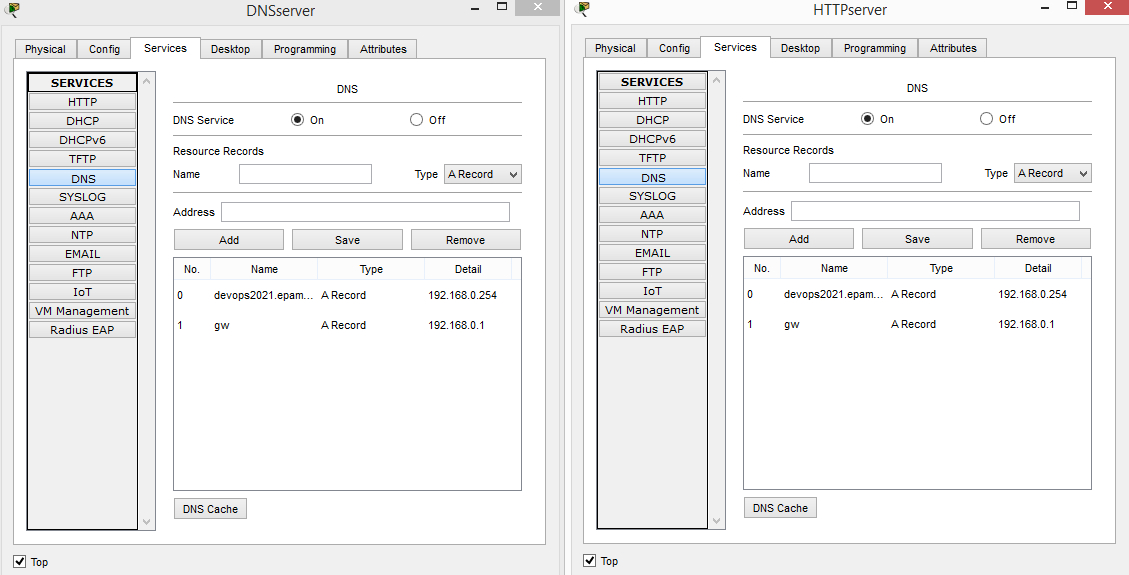 DNSserver
Physical Config Services Desktop Programming Attributes
SERVICES
HTTP
DHCP
DHCPv6
TFTP
DNS
SYSLOG
AAA
NTP
EMAIL
FTP
IoT
VM Management
Radius EAP
DNS
DNS Service On Off
Resource Records
Name Type A Record
Address
Add Save Remove
No. Name Type Detail
0 devops2021.epam... A Record 192.168.0.254
1 gw A Record 192.168.0.1
DNS Cache
Top
HTTPserver
Physical Config Services Desktop Programming Attributes
SERVICES
HTTP
DHCP
DHCPv6
TFTP
DNS
SYSLOG
AAA
NTP
EMAIL
FTP
IoT
VM Management
Radius EAP
DNS
DNS Service On Off
Resource Records
Name Type A Record
Address
Add Save Remove
No. Name Type Detail
0 devops2021.epam... A Record 192.168.0.254
1 gw A Record 192.168.0.1
DNS Cache
Top